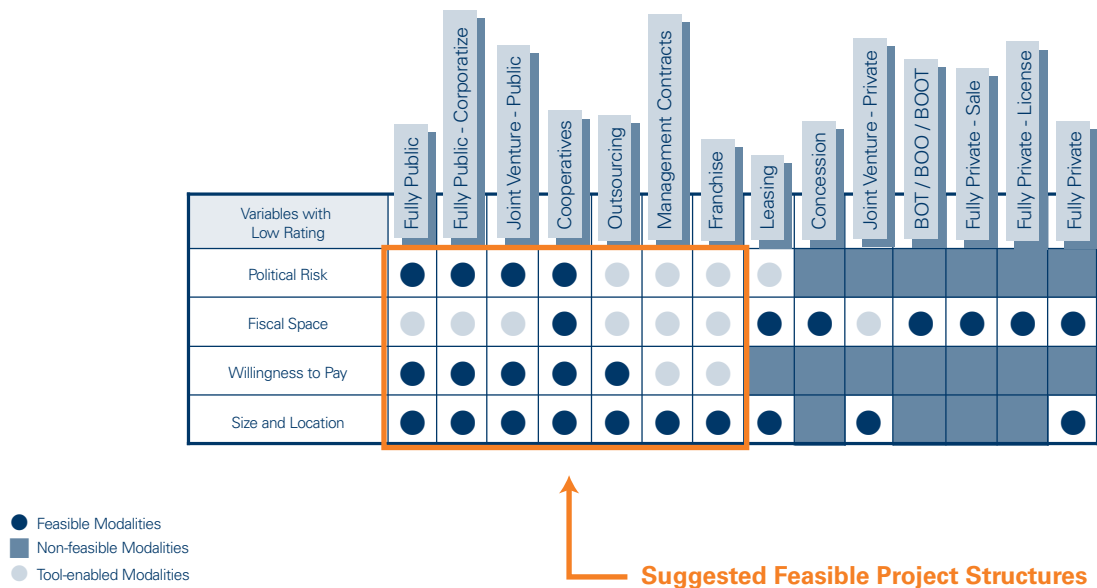 Fully Public
Fully Public - Corporatize
Joint Venture - Public
Cooperatives
Outsourcing
Management Contracts
Franchise
Leasing
Concession
Joint Venture - Private
BOT / BOO / BOOT
Fully Private - Sale
Fully Private - License
Fully Private
Variables with
Low Rating
Political Risk
Fiscal Space
Willingness to Pay
Size and Location
Feasible Modalities
Non-feasible Modalities
Tool-enabled Modalities
Suggested Feasible Project Structures